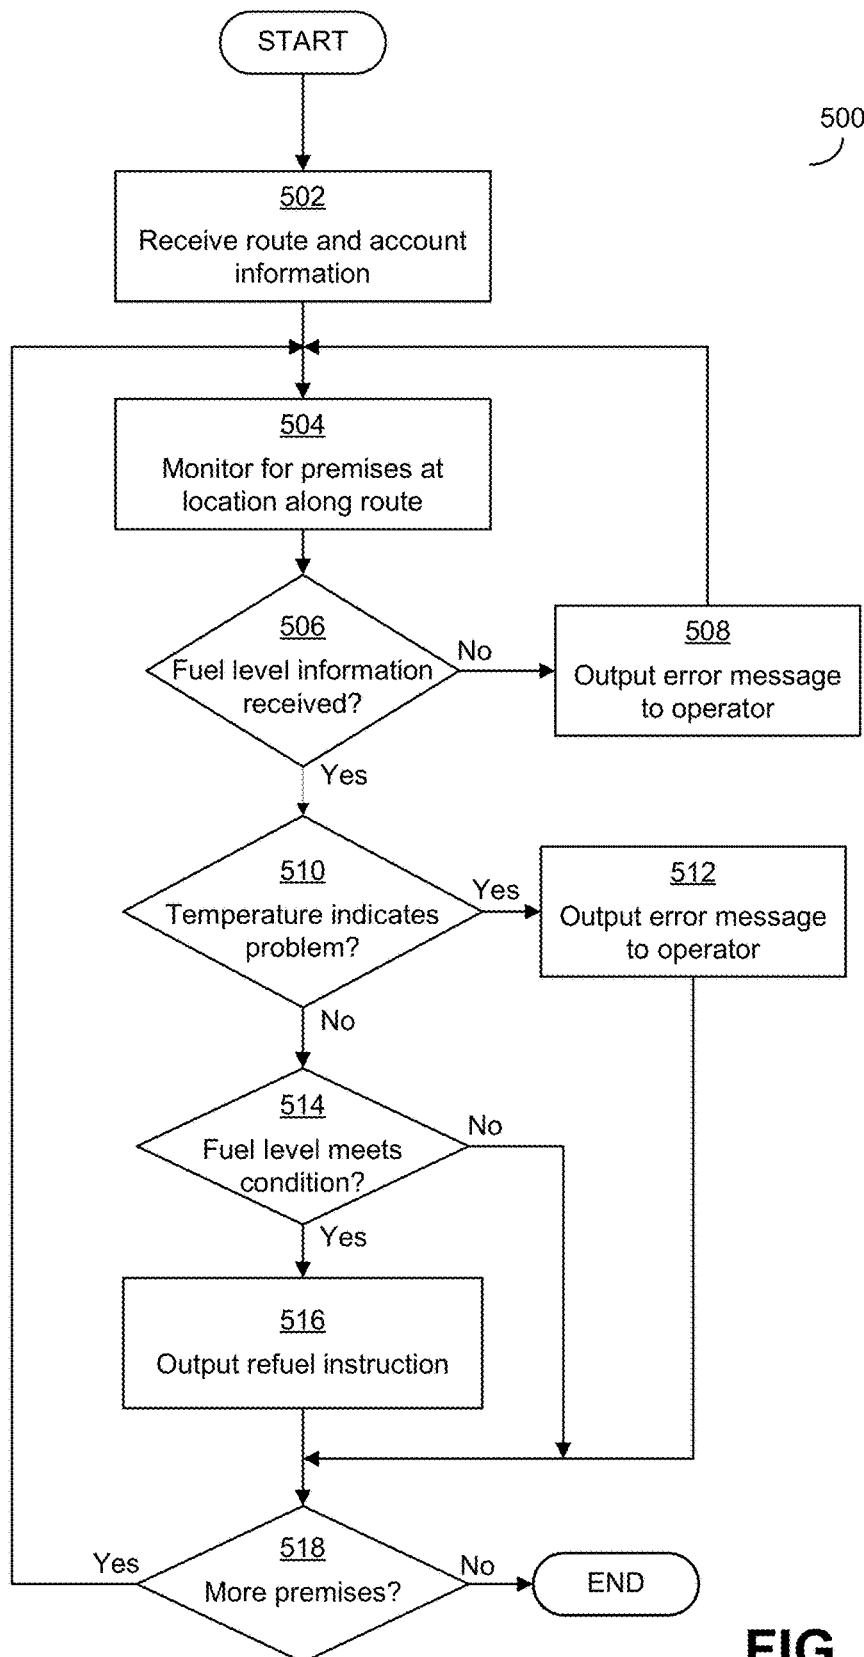 START
500
502
Receive route and account
information
504
Monitor for premises at
location along route
506
Fuel level information
received?
No
508
Output error message
to operator
Yes
510
Temperature indicates
problem?
Yes
512
Output error message
to operator
No
514
Fuel level meets
condition?
No
Yes
516
Output refuel instruction
518
More premises?
Yes
No
END
FIG